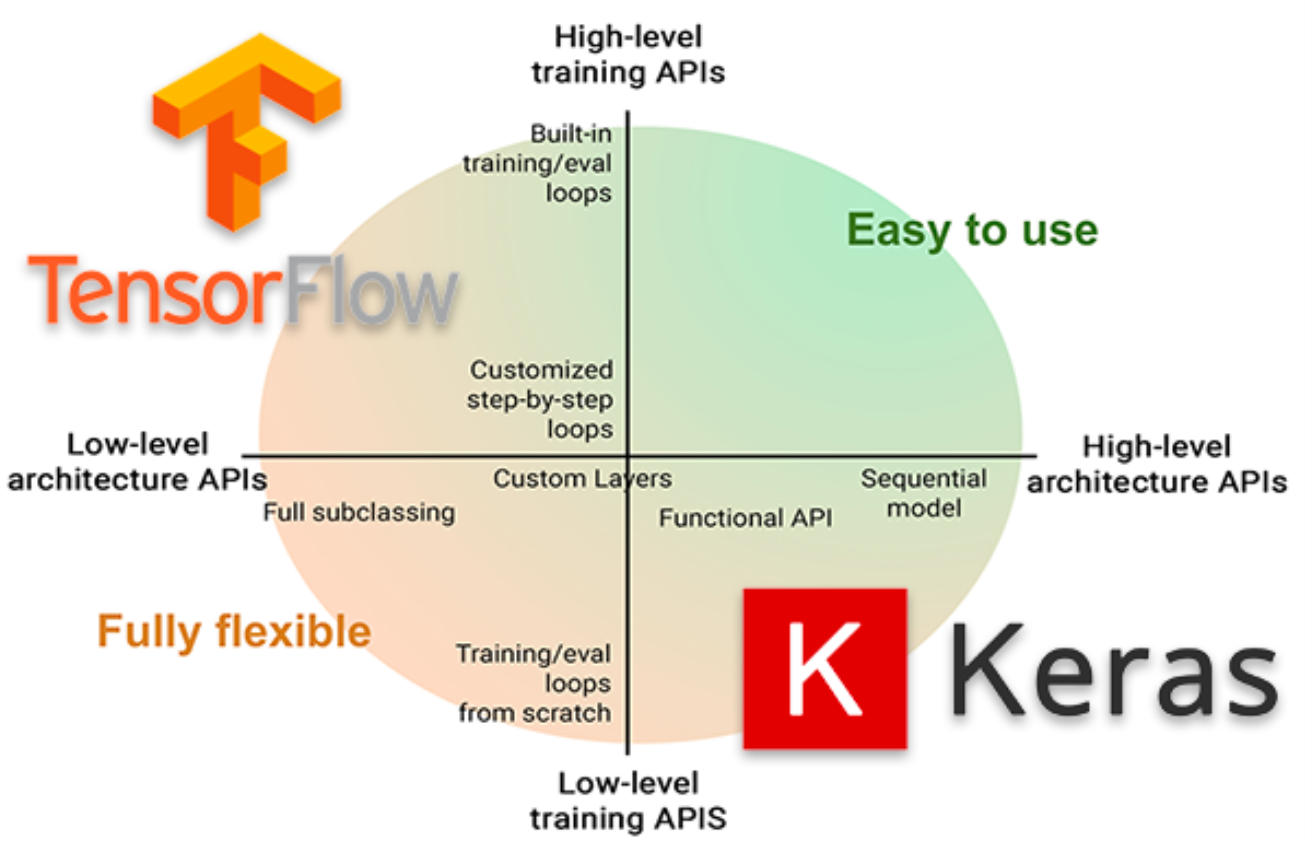 High-level
training APIs
Built-in
training/eval
loops
Easy to use
TensorFlow
Customized
step-by-step
loops
Low-level
architecture APIs
High-level
architecture APIs
Custom Layers
Sequential
model
Full subclassing
Functional API
Fully flexible
Training/eval
loops
from scratch
K Keras
Low-level
training APIS